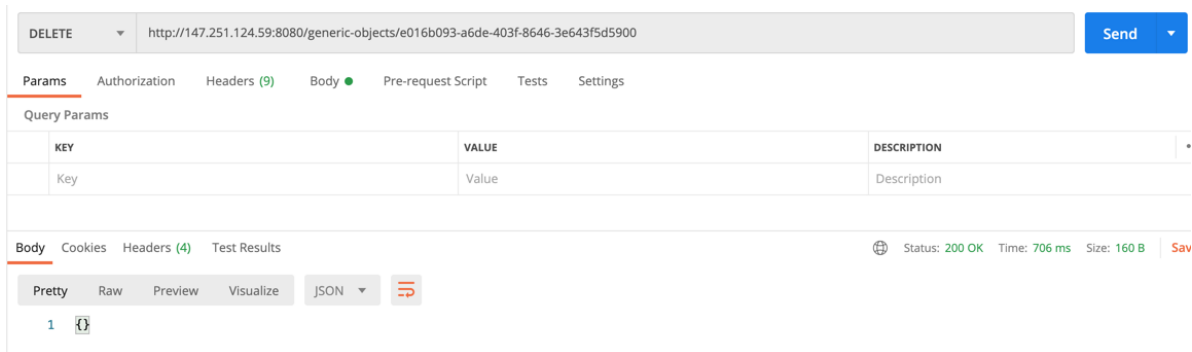 DELETE http://147.251.124.59:8080/generic-objects/e016b093-a6de-403f-8646-3e643f5d5900 Send
Params Authorization Headers (9) Body Pre-request Script Tests Settings
Query Params
KEY VALUE DESCRIPTION
Key Value Description
Body Cookies Headers (4) Test Results Status: 200 OK Time: 706 ms Size: 160 B Sav
Pretty Raw Preview Visualize JSON
1 {}